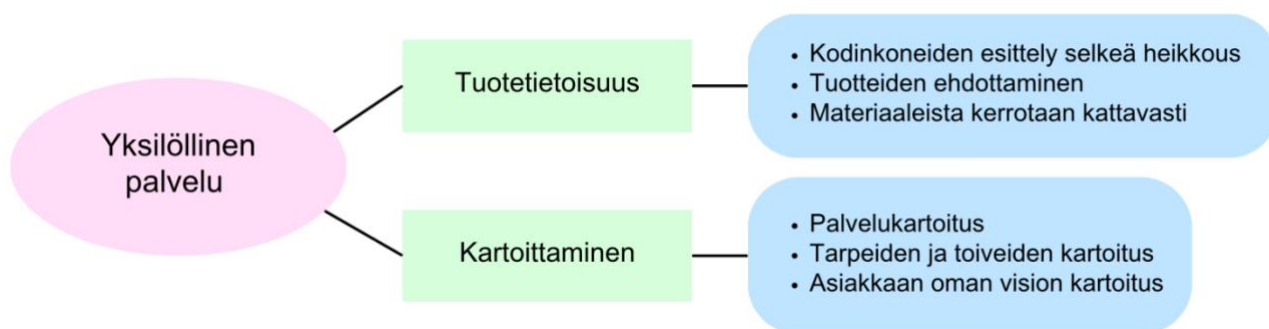 Yksilöllinen
palvelu
Tuotetietoisuus
• Kodinkoneiden esittely selkeä heikkous
• Tuotteiden ehdottaminen
• Materiaaleista kerrotaan kattavasti
Kartoittaminen
• Palvelukartoitus
• Tarpeiden ja toiveiden kartoitus
• Asiakkaan oman vision kartoitus